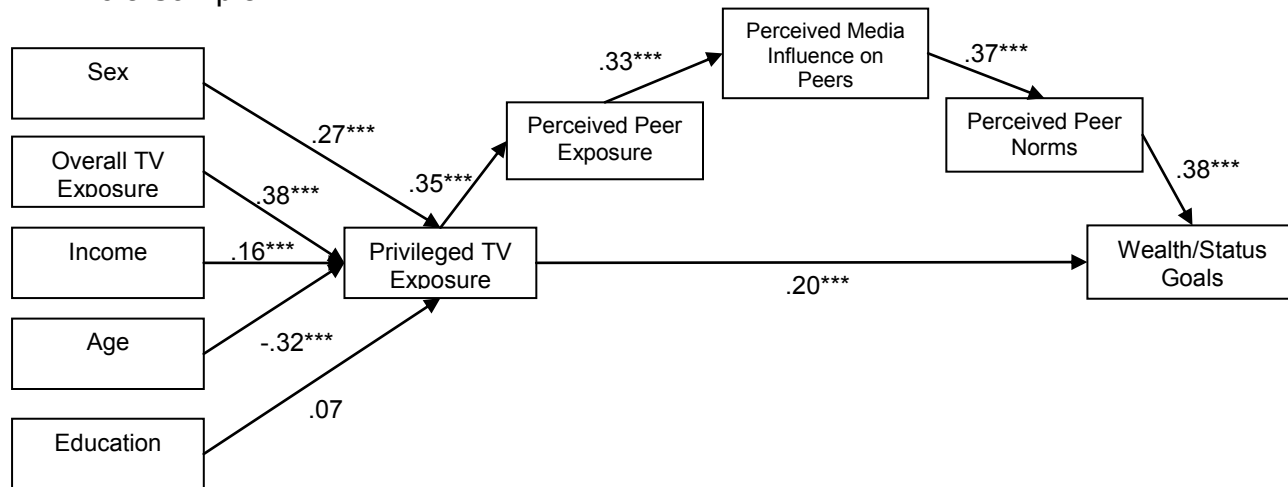 Sex
Overall TV
Exposure
Income
Age
Education
.27***
.38***
.16***
-.32***
.07
Privileged TV
Exposure
.35***
Perceived Peer
Exposure
.33***
Perceived Media
Influence on
Peers
.37***
Perceived Peer
Norms
.38***
.20***
Wealth/Status
Goals